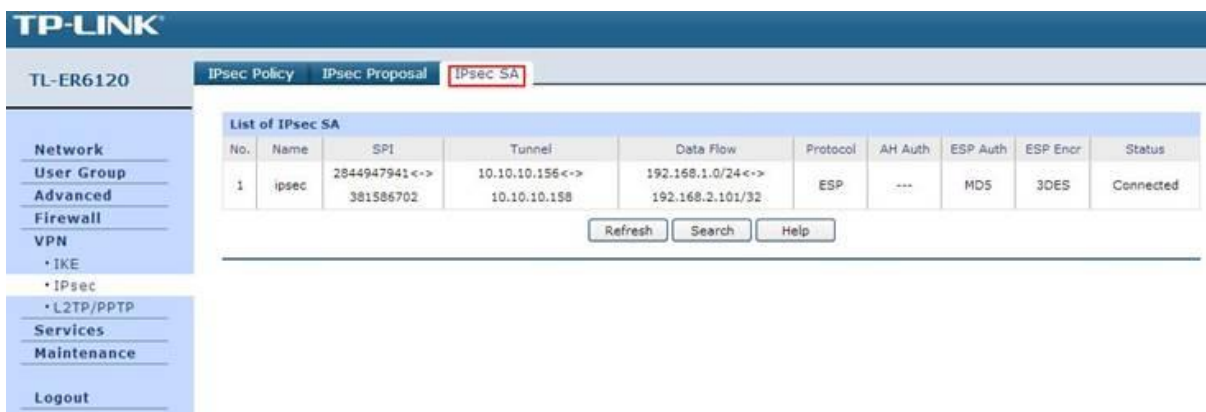 TP-LINK
TL-ER6120
IPsec Policy IPsec Proposal IPsec SA
List of IPsec SA
No. Name SPI Tunnel Data Flow Protocol AH Auth ESP Auth ESP Encr Status
1 ipsec 2844947941<-> 10.10.10.156<-> 192.168.1.0/24<-> ESP --- MD5 3DES Connected
381586702 10.10.10.158 192.168.2.101/32
Refresh Search Help
Network
User Group
Advanced
Firewall
VPN
• IKE
• IPsec
• L2TP/PPTP
Services
Maintenance
Logout